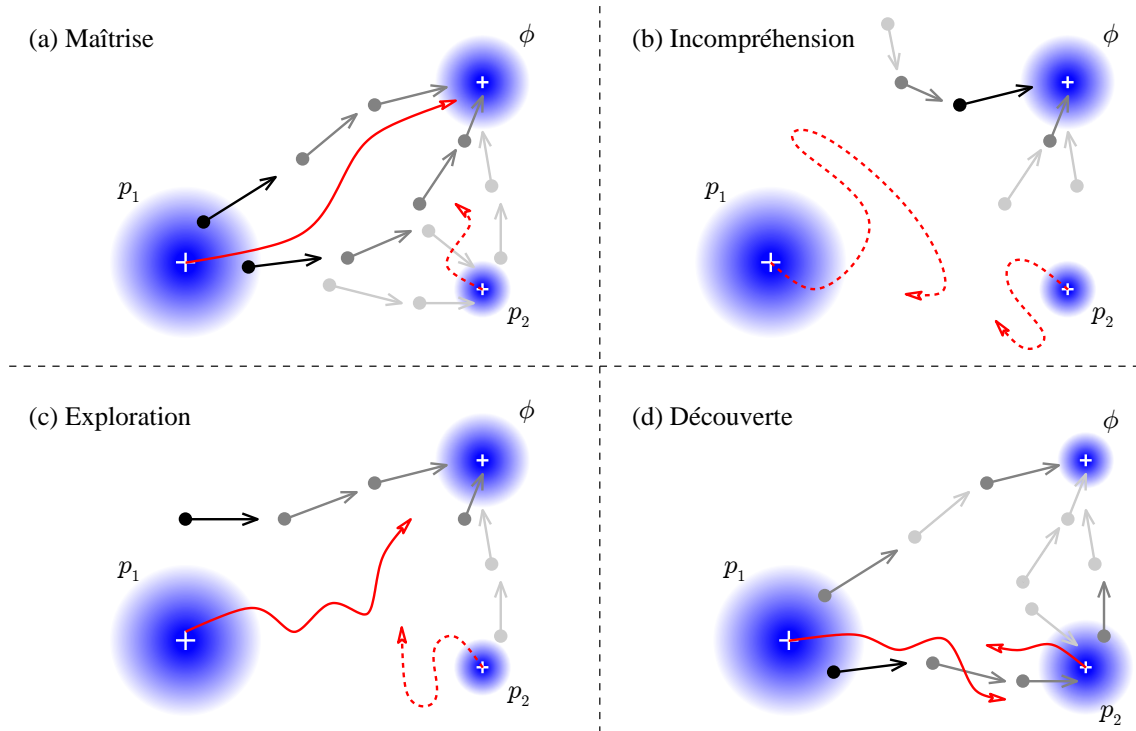 (a) Maîtrise
ϕ
p₁
p₂
(b) Incompréhension
ϕ
p₁
p₂
(c) Exploration
ϕ
p₁
p₂
(d) Découverte
ϕ
p₁
p₂